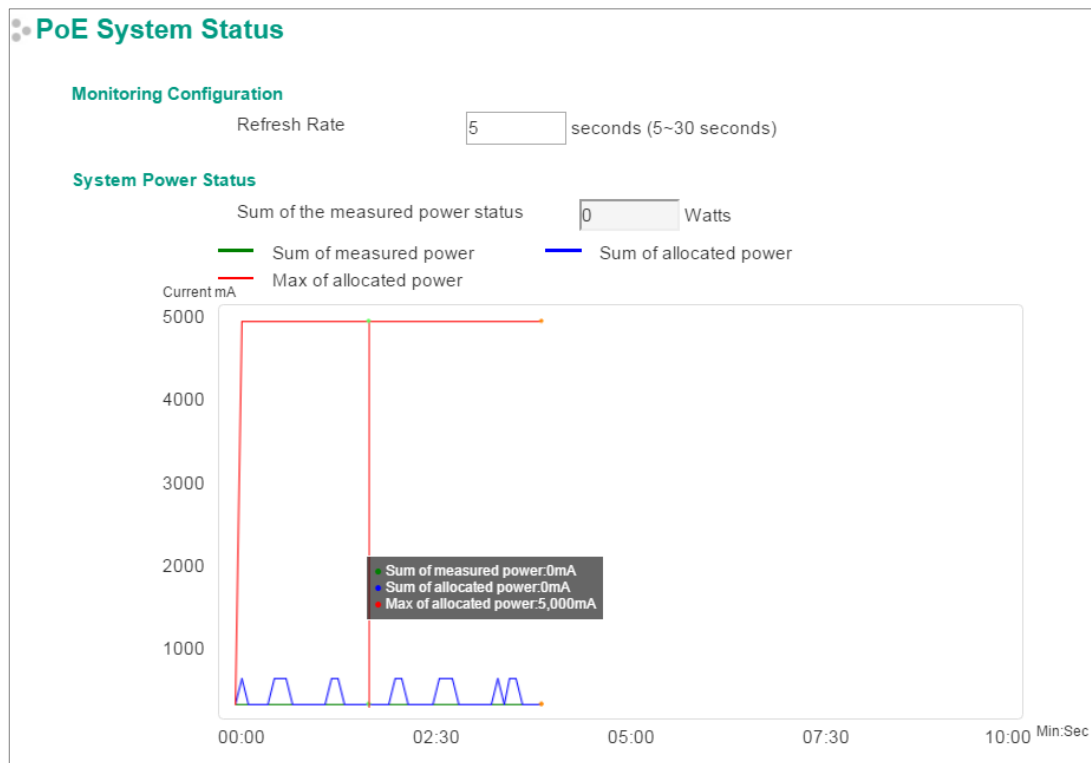 PoE System Status
Monitoring Configuration
Refresh Rate 5 seconds (5~30 seconds)
System Power Status
Sum of the measured power status 0 Watts
Sum of measured power Sum of allocated power
Max of allocated power
Current mA
5000
4000
3000
2000
Sum of measured power:0mA
Sum of allocated power:0mA
Max of allocated power:5,000mA
1000
00:00 02:30 05:00 07:30 10:00 Min:Sec